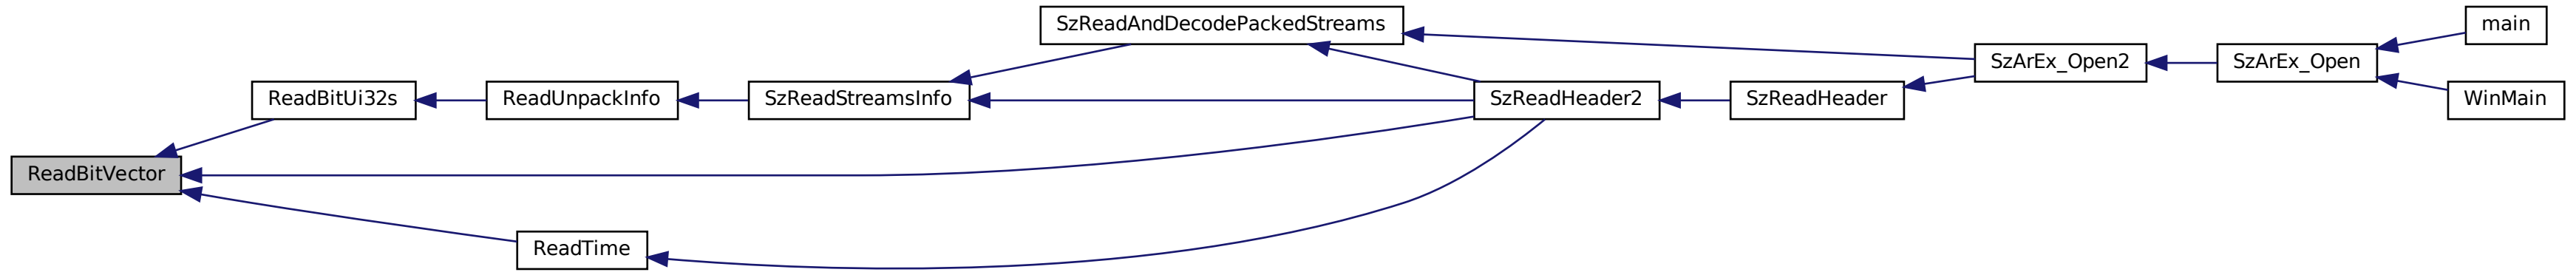 SzReadAndDecodePackedStreams
main
SzArEx_Open2
SzArEx_Open
ReadBitUi32s
ReadUnpackInfo
SzReadStreamsInfo
SzReadHeader2
SzReadHeader
WinMain
ReadBitVector
ReadTime